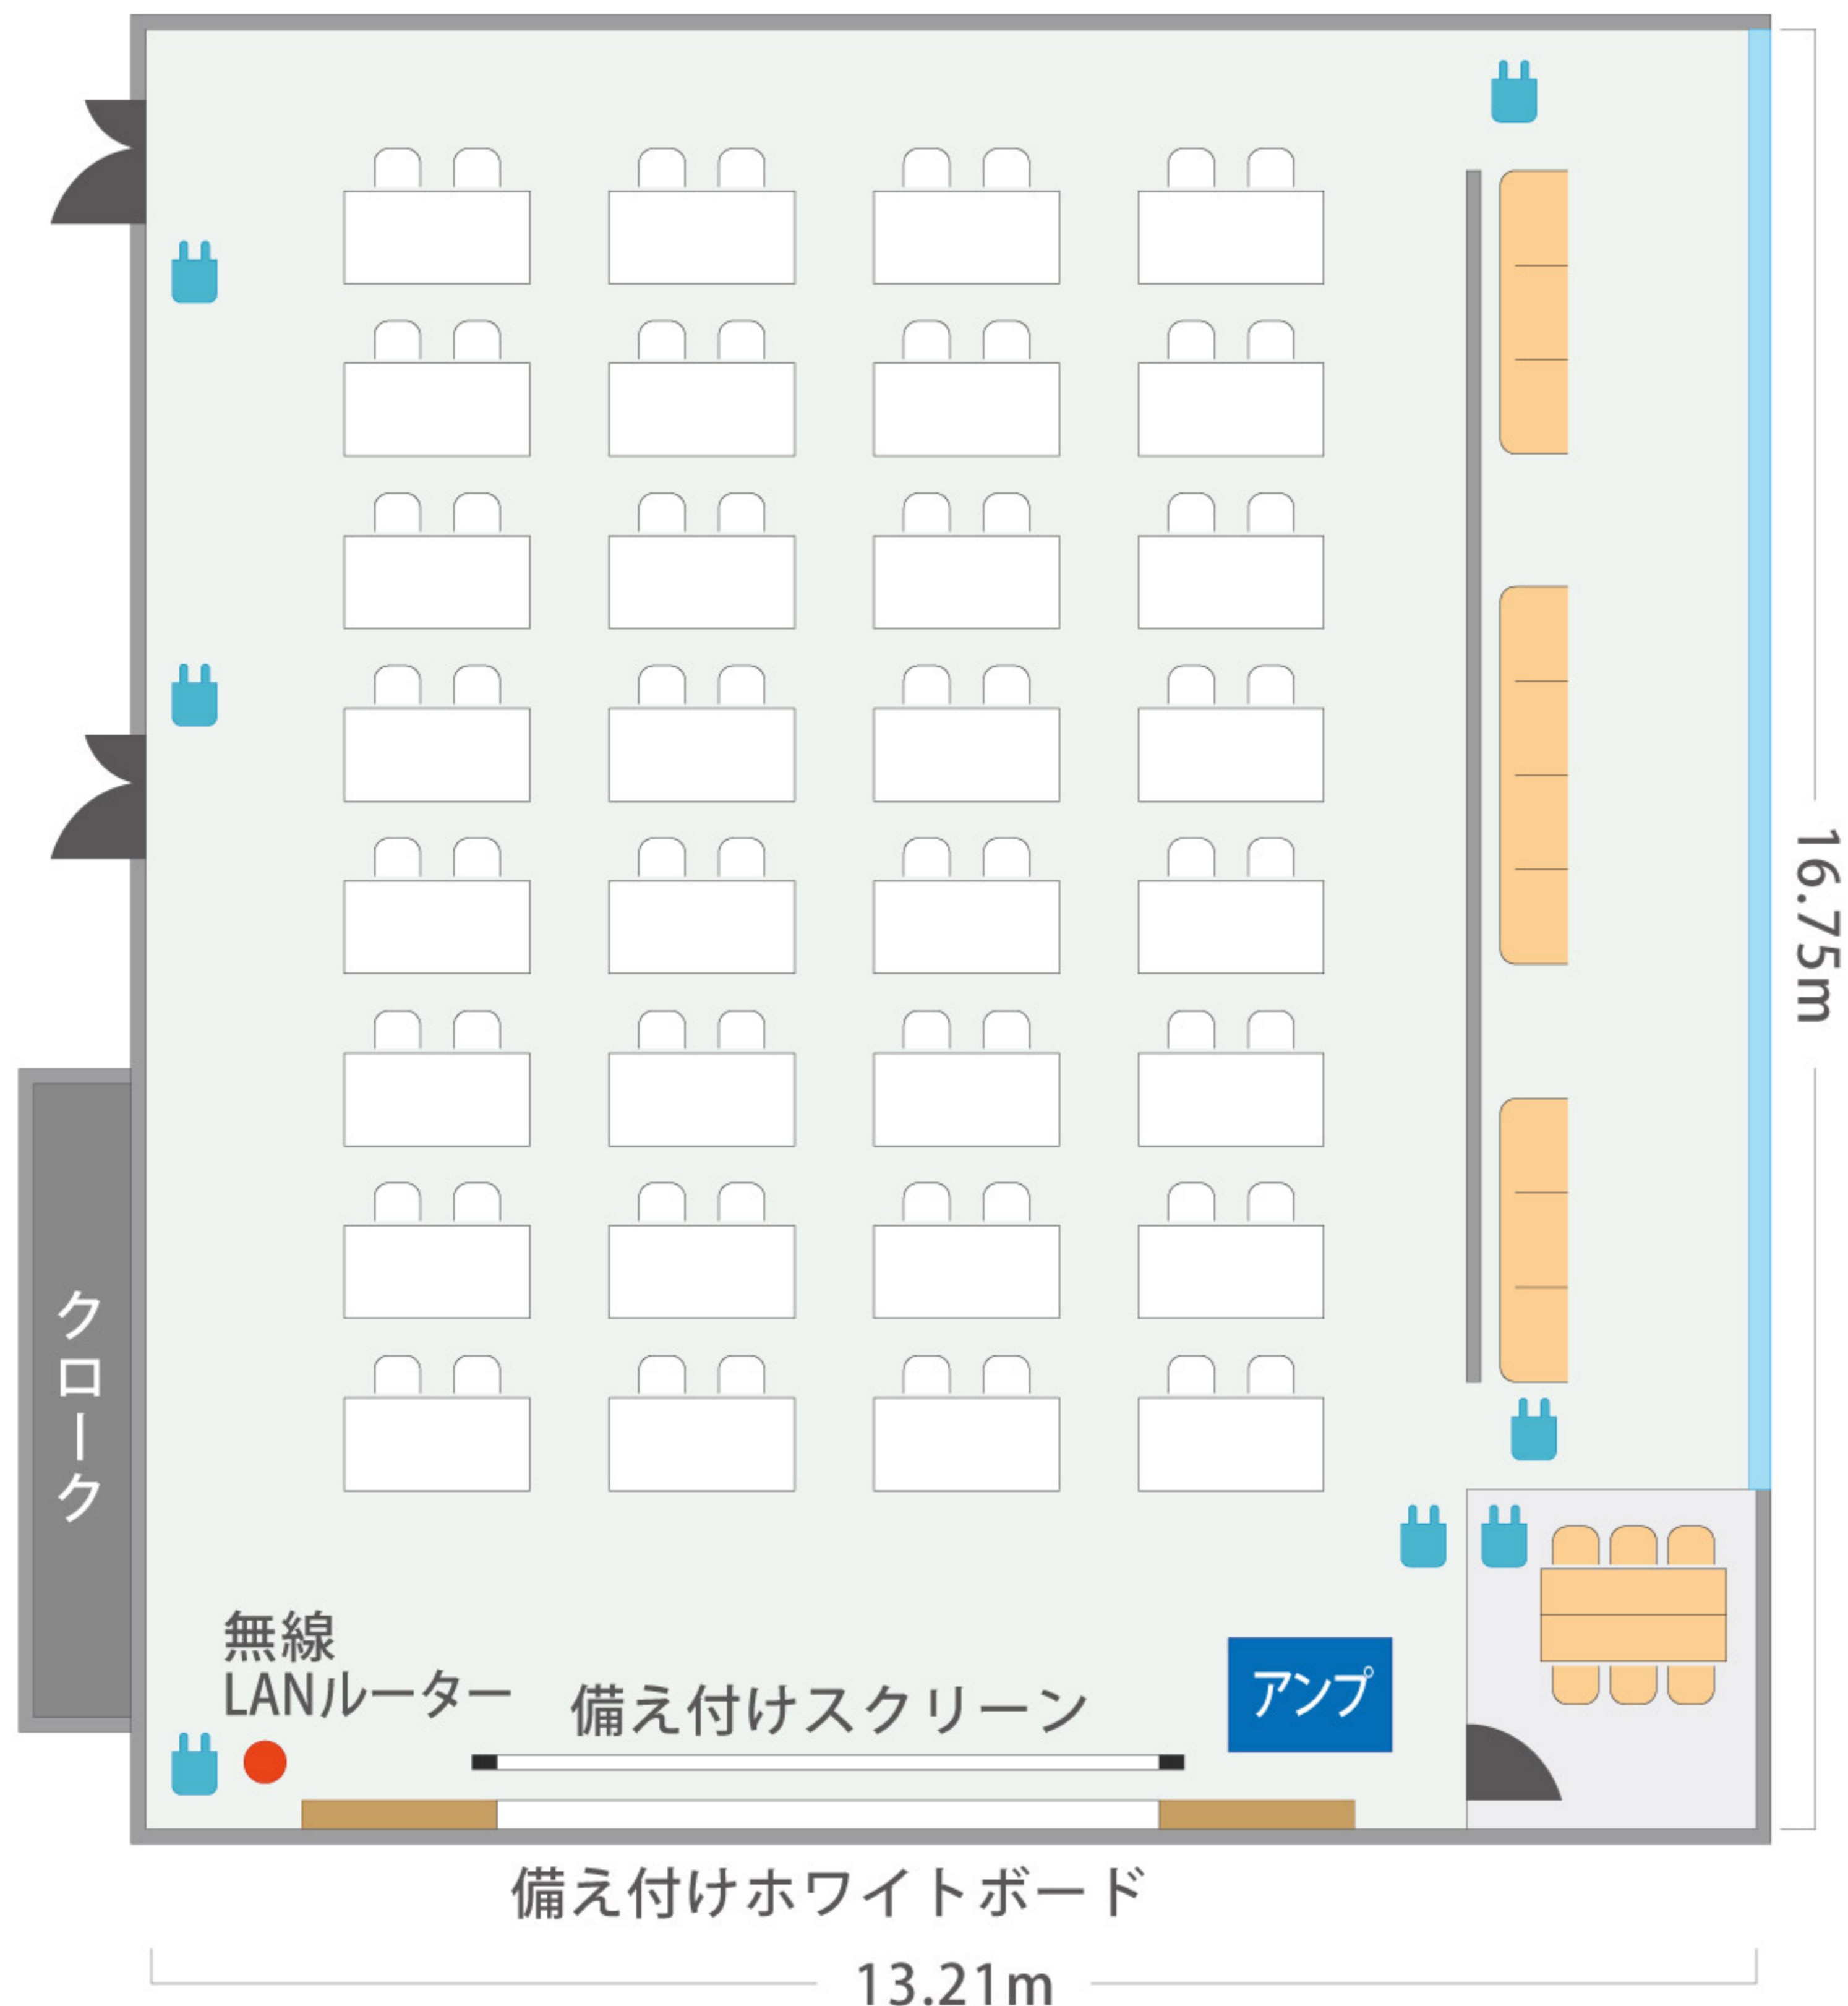 16.75m
クローク
無線
LANルーター
備え付けスクリーン
アンプ
備え付けホワイトボード
13.21m